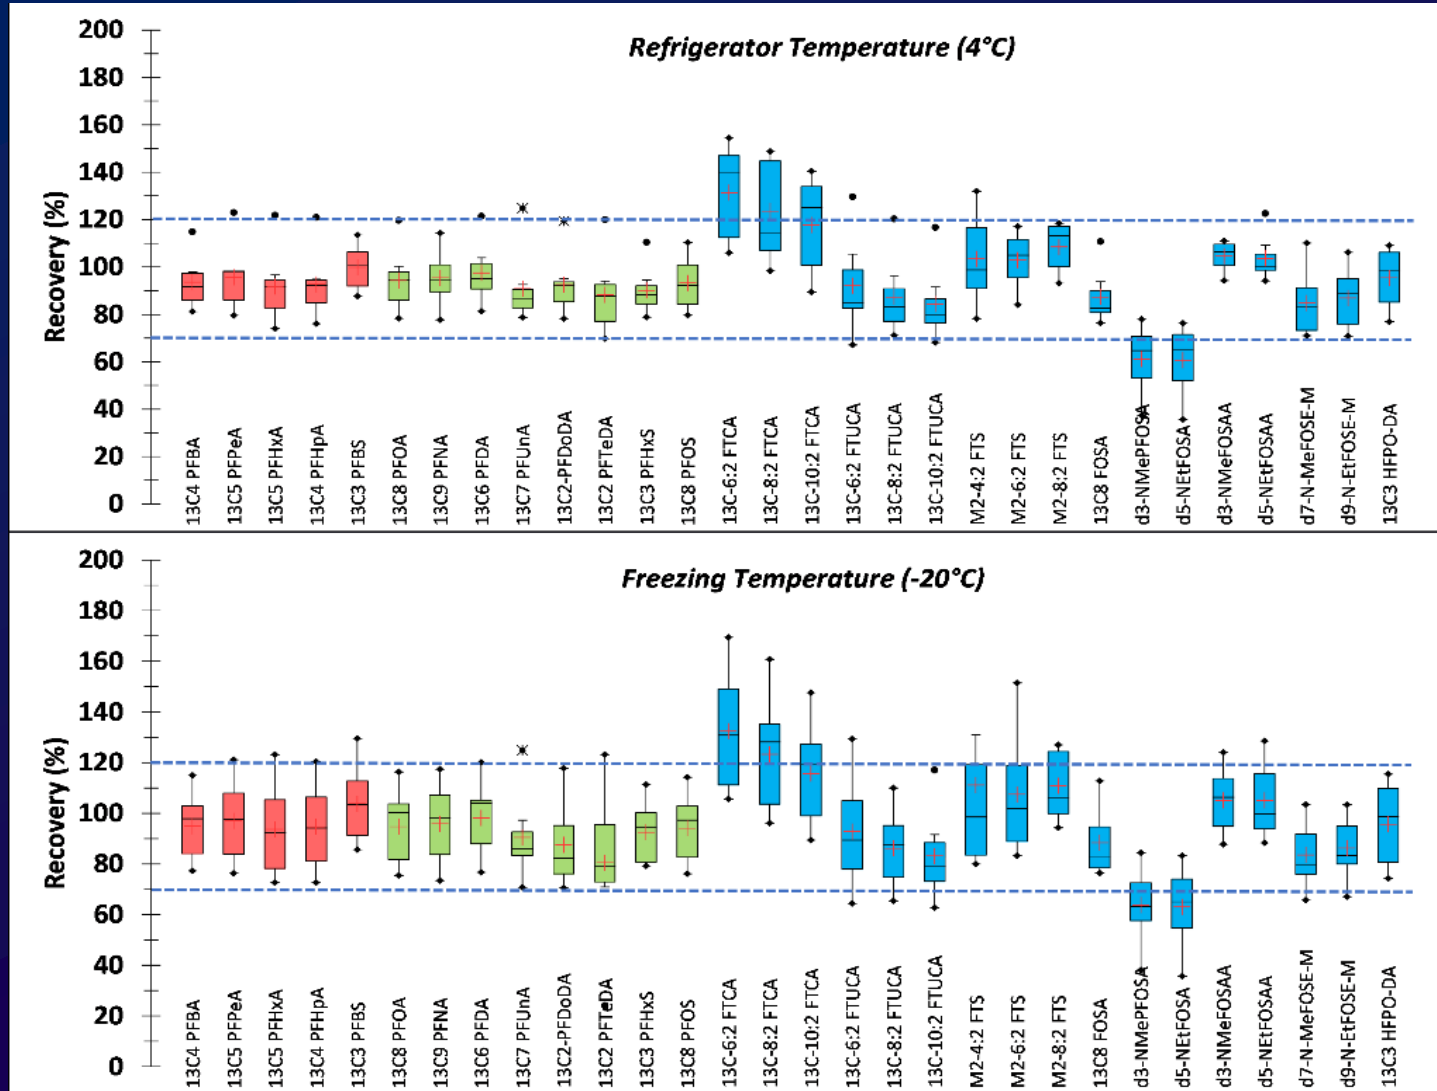 Refrigerator Temperature (4°C)
Recovery (%)
200
180
160
140
120
100
80
60
40
20
0
13C4 PFBA
13C5 PFPeA
13C5 PFHxA
13C4 PFHpA
13C3 PFBS
13C8 PFOA
13C9 PFNA
13C6 PFDA
13C7 PFUnA
13C2-PFDoDA
13C2 PFTeDA
13C3 PFHxS
13C8 PFOS
13C-6:2 FTCA
13C-8:2 FTCA
13C-10:2 FTCA
13C-6:2 FTUCA
13C-8:2 FTUCA
13C-10:2 FTUCA
M2-4:2 FTS
M2-6:2 FTS
M2-8:2 FTS
13C8 FOSA
d3-NMePFOSA
d5-NEtFOSA
d3-NMeFOSAA
d5-NEtFOSAA
d7-N-MeFOSE-M
d9-N-EtFOSE-M
13C3 HFPO-DA
Freezing Temperature (-20°C)
Recovery (%)
200
180
160
140
120
100
80
60
40
20
0
13C4 PFBA
13C5 PFPeA
13C5 PFHxA
13C4 PFHpA
13C3 PFBS
13C8 PFOA
13C9 PFNA
13C6 PFDA
13C7 PFUnA
13C2-PFDoDA
13C2 PFTeDA
13C3 PFHxS
13C8 PFOS
13C-6:2 FTCA
13C-8:2 FTCA
13C-10:2 FTCA
13C-6:2 FTUCA
13C-8:2 FTUCA
13C-10:2 FTUCA
M2-4:2 FTS
M2-6:2 FTS
M2-8:2 FTS
13C8 FOSA
d3-NMePFOSA
d5-NEtFOSA
d3-NMeFOSAA
d5-NEtFOSAA
d7-N-MeFOSE-M
d9-N-EtFOSE-M
13C3 HFPO-DA